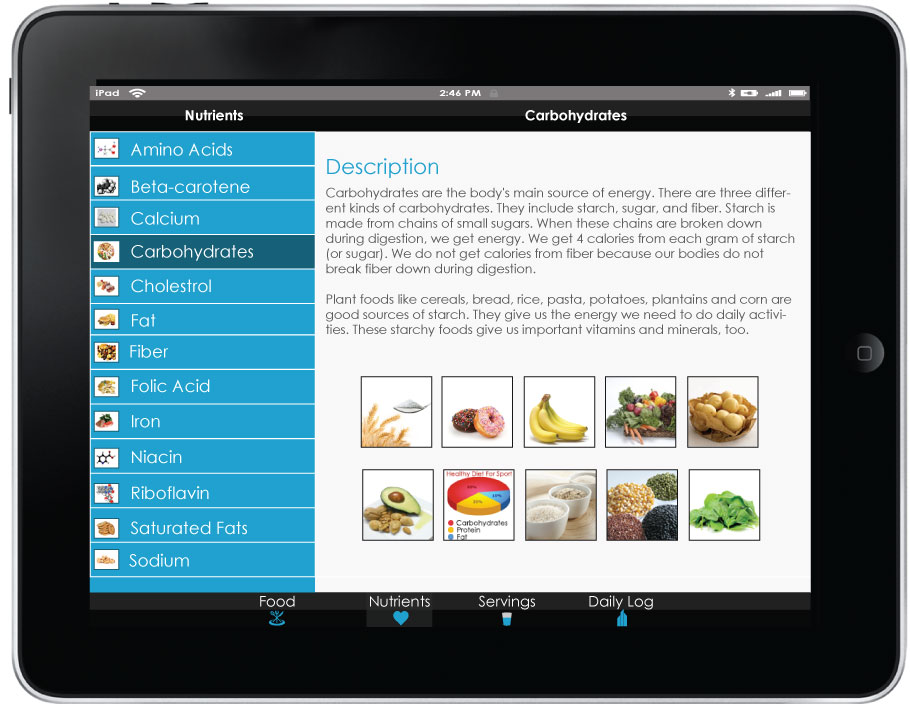 iPad 2:46 PM
Nutrients Carbohydrates
Amino Acids
Beta-carotene
Calcium
Carbohydrates
Cholestrol
Fat
Fiber
Folic Acid
Iron
Niacin
Riboflavin
Saturated Fats
Sodium
Description
Carbohydrates are the body's main source of energy. There are three differ-
ent kinds of carbohydrates. They include starch, sugar, and fiber. Starch is
made from chains of small sugars. When these chains are broken down
during digestion, we get energy. We get 4 calories from each gram of starch
(or sugar). We do not get calories from fiber because our bodies do not
break fiber down during digestion.
Plant foods like cereals, bread, rice, pasta, potatoes, plantains and corn are
good sources of starch. They give us the energy we need to do daily activi-
ties. These starchy foods give us important vitamins and minerals, too.
Healthy Diet For Sport
Carbohydrates
Protein
Fat
Food Nutrients Servings Daily Log